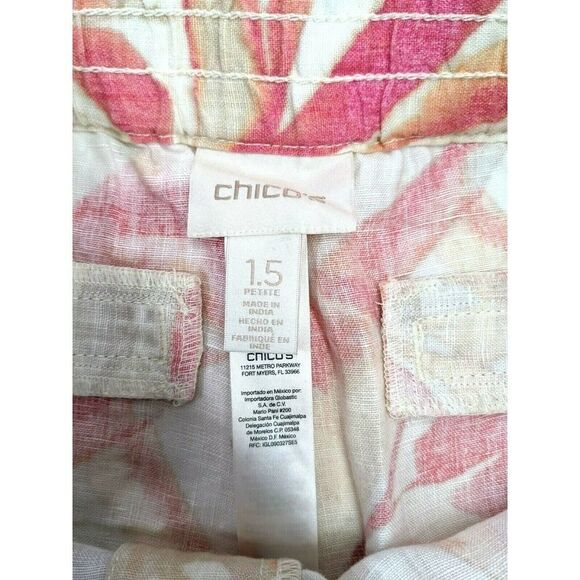 chico's
1.5
PETITE
MADE IN
INDIA
HECHO EN
INDIA
FABRIQUÉ EN
INDE
CHICO'S
11215 METRO PARKWAY
FORT MYERS, FL 33966
Importado en México por:
Importadora Globastic
S.A. de C.V.
Mario Pani #200
Colonia Santa Fe Cuajimalpa
Delegación Cuajimalpa
de Morelos C.P. 05348
México D.F. México
RFC: IGL090327SE5